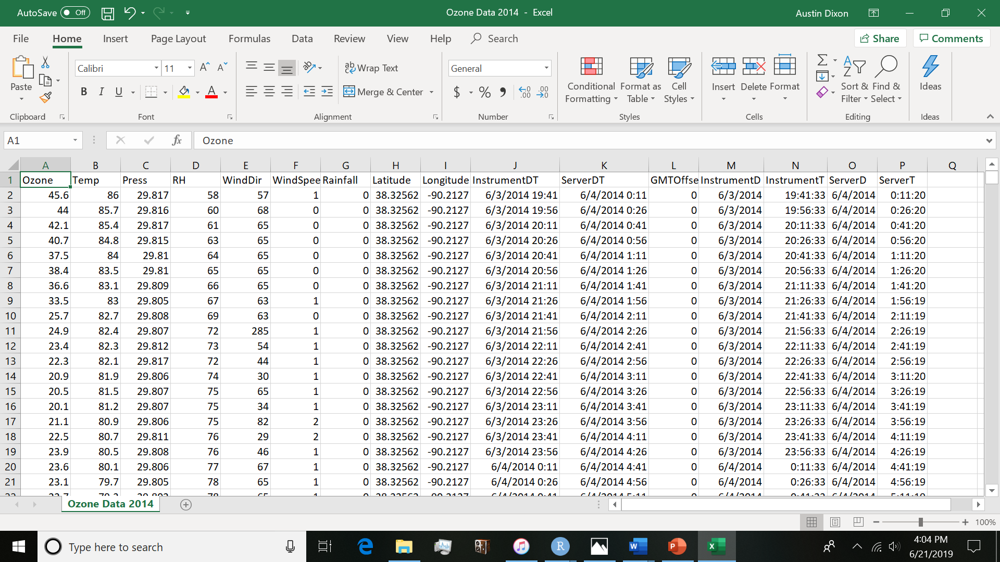 AutoSave Off Ozone Data 2014 - Excel Austin Dixon
File Home Insert Page Layout Formulas Data Review View Help Search Share Comments
Paste
Clipboard
Calibri 11
B I U
Font
Wrap Text
Merge & Center
Alignment
General
$ % ,
Number
Conditional Formatting
Format as Table
Cell Styles
Styles
Insert Delete Format
Cells
Sort & Filter
Find & Select
Editing
Ideas
Ideas
A1 fx Ozone
A B C D E F G H I J K L M N O P Q
1 Ozone Temp Press RH WindDir WindSpee Rainfall Latitude Longitude InstrumentDT ServerDT GMTOffse InstrumentD InstrumentT ServerD ServerT
2 45.6 86 29.817 58 57 1 0 38.32562 -90.2127 6/3/2014 19:41 6/4/2014 0:11 0 6/3/2014 19:41:33 6/4/2014 0:11:20
3 44 85.7 29.816 60 68 0 0 38.32562 -90.2127 6/3/2014 19:56 6/4/2014 0:26 0 6/3/2014 19:56:33 6/4/2014 0:26:20
4 42.1 85.4 29.817 61 65 0 0 38.32562 -90.2127 6/3/2014 20:11 6/4/2014 0:41 0 6/3/2014 20:11:33 6/4/2014 0:41:20
5 40.7 84.8 29.815 63 65 0 0 38.32562 -90.2127 6/3/2014 20:26 6/4/2014 0:56 0 6/3/2014 20:26:33 6/4/2014 0:56:20
6 37.5 84 29.81 64 65 0 0 38.32562 -90.2127 6/3/2014 20:41 6/4/2014 1:11 0 6/3/2014 20:41:33 6/4/2014 1:11:20
7 38.4 83.5 29.81 65 65 0 0 38.32562 -90.2127 6/3/2014 20:56 6/4/2014 1:26 0 6/3/2014 20:56:33 6/4/2014 1:26:20
8 36.6 83.1 29.809 66 65 0 0 38.32562 -90.2127 6/3/2014 21:11 6/4/2014 1:41 0 6/3/2014 21:11:33 6/4/2014 1:41:20
9 33.5 83 29.805 67 63 1 0 38.32562 -90.2127 6/3/2014 21:26 6/4/2014 1:56 0 6/3/2014 21:26:33 6/4/2014 1:56:19
10 25.7 82.7 29.808 69 63 0 0 38.32562 -90.2127 6/3/2014 21:41 6/4/2014 2:11 0 6/3/2014 21:41:33 6/4/2014 2:11:19
11 24.9 82.4 29.807 72 285 1 0 38.32562 -90.2127 6/3/2014 21:56 6/4/2014 2:26 0 6/3/2014 21:56:33 6/4/2014 2:26:19
12 23.4 82.3 29.812 73 54 1 0 38.32562 -90.2127 6/3/2014 22:11 6/4/2014 2:41 0 6/3/2014 22:11:33 6/4/2014 2:41:19
13 22.3 82.1 29.817 72 44 1 0 38.32562 -90.2127 6/3/2014 22:26 6/4/2014 2:56 0 6/3/2014 22:26:33 6/4/2014 2:56:19
14 20.9 81.9 29.806 74 30 1 0 38.32562 -90.2127 6/3/2014 22:41 6/4/2014 3:11 0 6/3/2014 22:41:33 6/4/2014 3:11:20
15 20.5 81.5 29.807 75 65 1 0 38.32562 -90.2127 6/3/2014 22:56 6/4/2014 3:26 0 6/3/2014 22:56:33 6/4/2014 3:26:19
16 20.1 81.2 29.807 75 34 1 0 38.32562 -90.2127 6/3/2014 23:11 6/4/2014 3:41 0 6/3/2014 23:11:33 6/4/2014 3:41:19
17 21.1 80.9 29.806 75 82 2 0 38.32562 -90.2127 6/3/2014 23:26 6/4/2014 3:56 0 6/3/2014 23:26:33 6/4/2014 3:56:19
18 22.5 80.7 29.811 76 29 2 0 38.32562 -90.2127 6/3/2014 23:41 6/4/2014 4:11 0 6/3/2014 23:41:33 6/4/2014 4:11:19
19 23.9 80.5 29.808 76 46 1 0 38.32562 -90.2127 6/3/2014 23:56 6/4/2014 4:26 0 6/3/2014 23:56:33 6/4/2014 4:26:19
20 23.6 80.1 29.806 77 67 1 0 38.32562 -90.2127 6/4/2014 0:11 6/4/2014 4:41 0 6/4/2014 0:11:33 6/4/2014 4:41:19
21 23.1 79.7 29.805 78 65 1 0 38.32562 -90.2127 6/4/2014 0:26 6/4/2014 4:56 0 6/4/2014 0:26:33 6/4/2014 4:56:19
Ozone Data 2014
100%
Type here to search
4:04 PM
6/21/2019